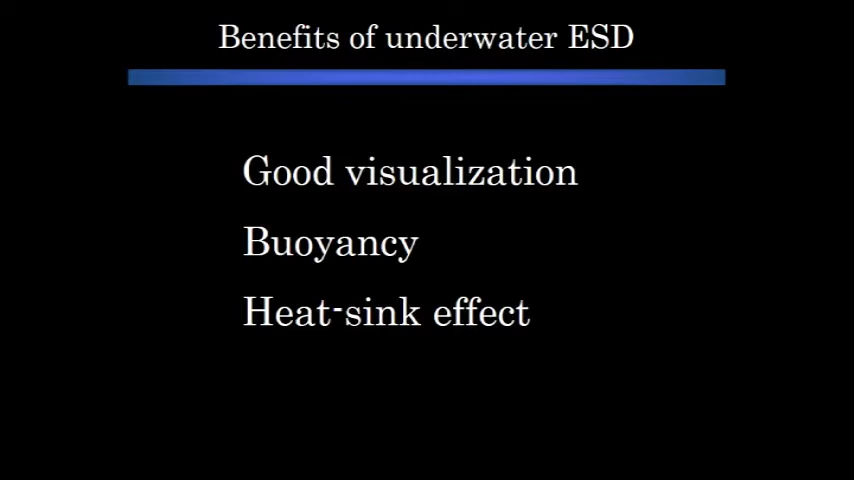 Benefits of underwater ESD
Good visualization
Buoyancy
Heat-sink effect